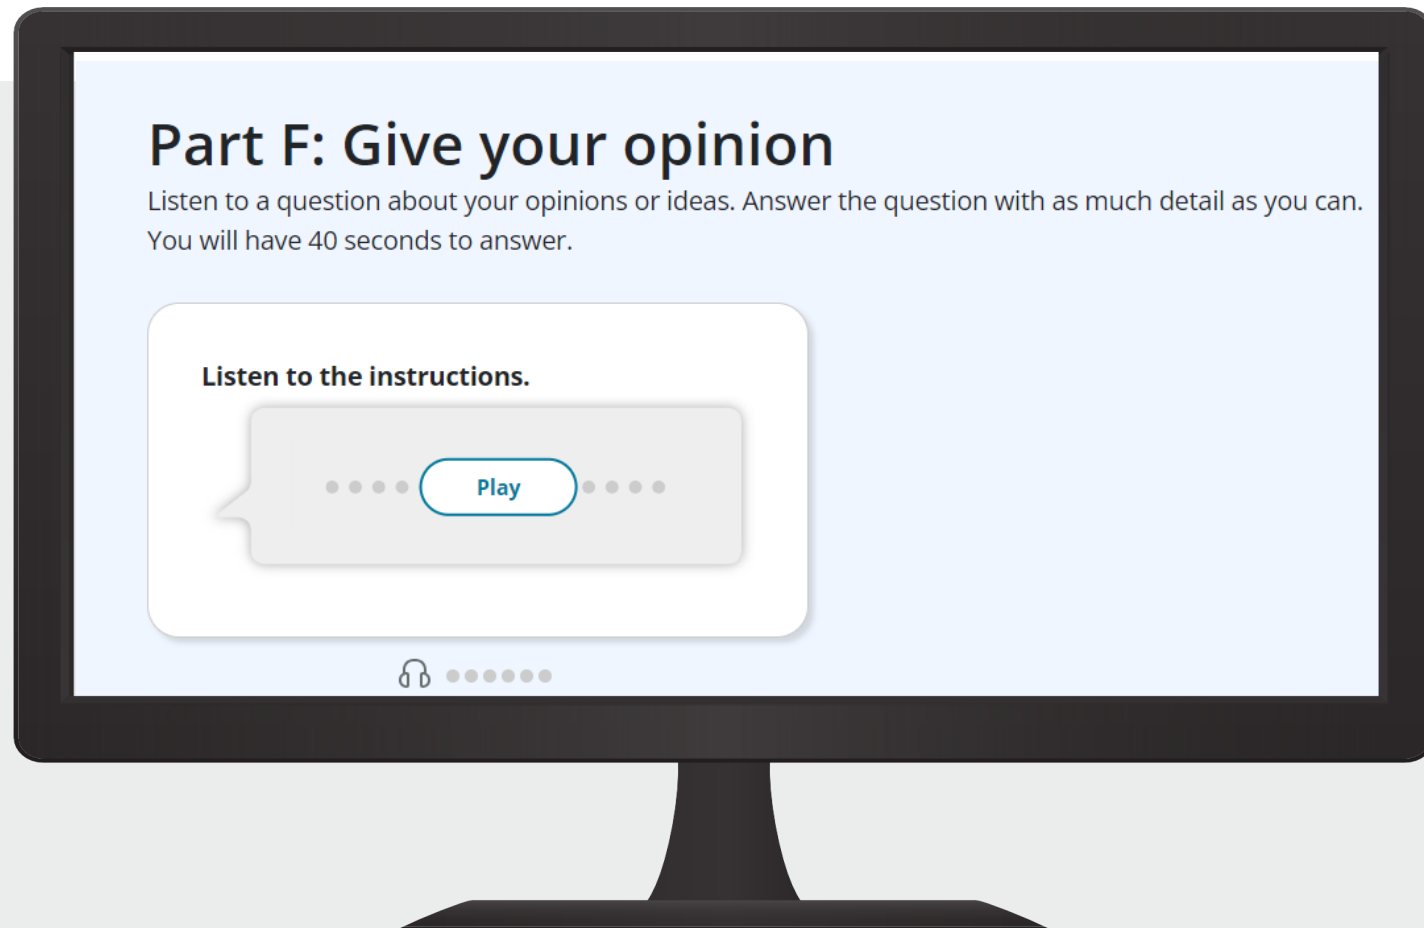 Part F: Give your opinion
Listen to a question about your opinions or ideas. Answer the question with as much detail as you can.
You will have 40 seconds to answer.
Listen to the instructions.
Play